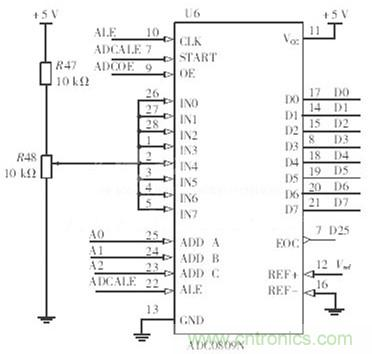 +5 V
U6
+5 V
ALE 10 CLK
11 Vcc
ADCALE 7 START
ADCOE 9 OE
R47
10 kΩ
26 IN0
27 IN1
28 IN2
1 IN3
R48
10 kΩ
2 IN4
3 IN5
4 IN6
5 IN7
D0 17 D0
D1 14 D1
D2 15 D2
D3 8 D3
D4 18 D4
D5 19 D5
D6 20 D6
D7 21 D7
EOC 7 D25
A0 25 ADD A
A1 24 ADD B
A2 23 ADD C
ADCALE 22 ALE
REF+ 12
REF- 16
13 GND
ADC0809N
www.cntronics.com